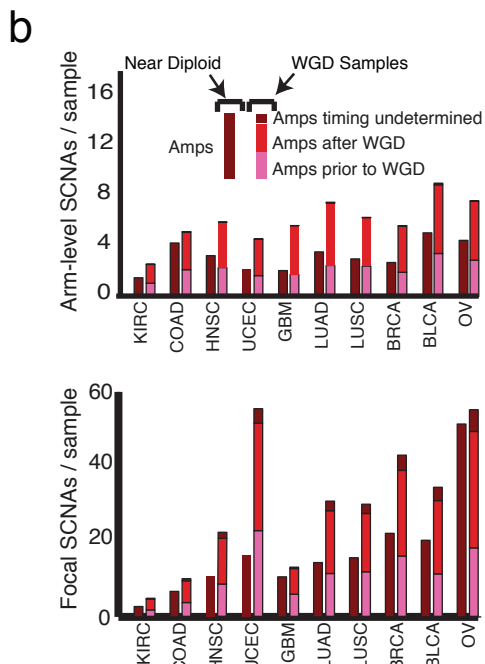 b
Near Diploid
WGD Samples
Amps
Amps timing undetermined
Amps after WGD
Amps prior to WGD
Arm-level SCNAs / sample
16
12
8
4
0
KIRC
COAD
HNSC
UCEC
GBM
LUAD
LUSC
BRCA
BLCA
OV
Focal SCNAs / sample
60
40
20
0
KIRC
COAD
HNSC
UCEC
GBM
LUAD
LUSC
BRCA
BLCA
OV